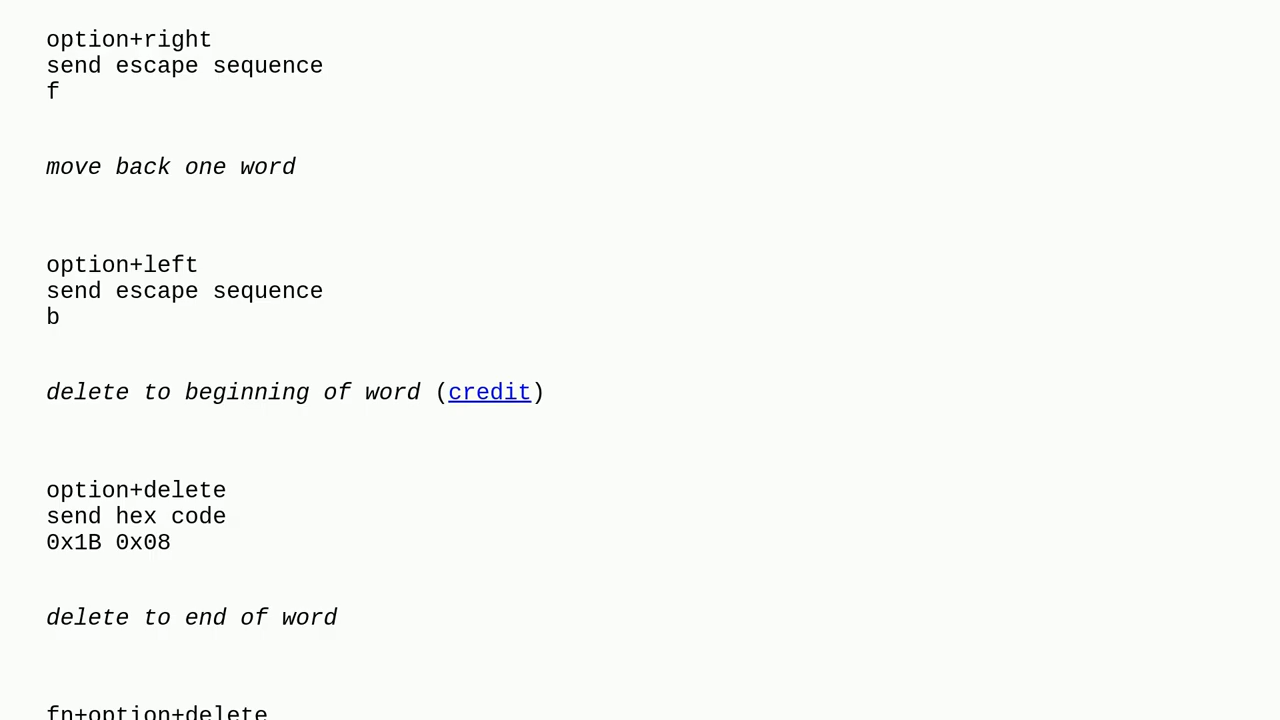 option+right
send escape sequence
f
move back one word
option+left
send escape sequence
b
delete to beginning of word (credit)
option+delete
send hex code
0x1B 0x08
delete to end of word
fn+option+delete